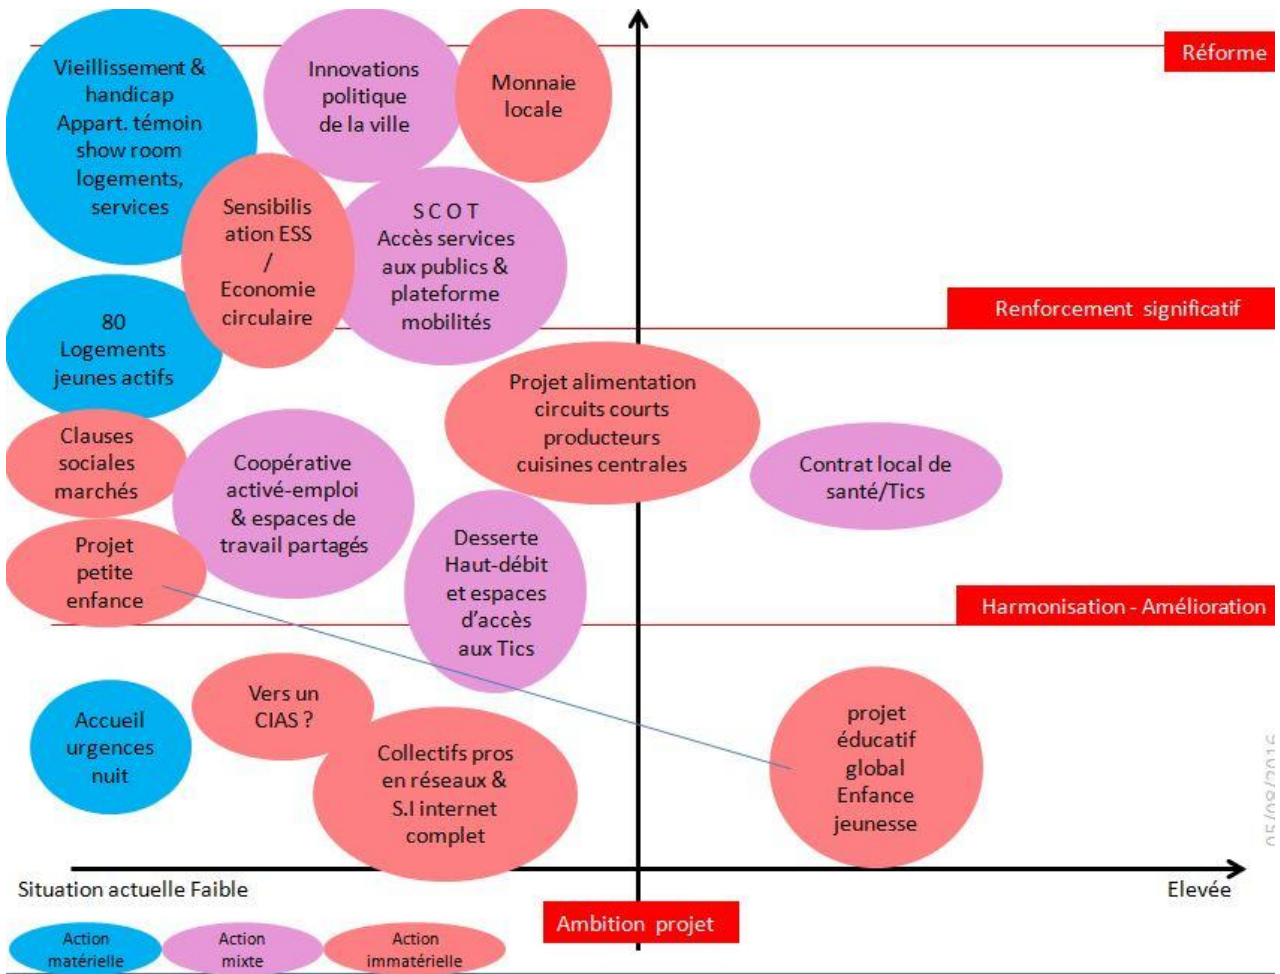 Réforme
Vieillissement &
handicap
Appart. témoin
show room
logements,
services
Innovations
politique
de la ville
Monnaie
locale
Sensibilis
ation ESS
/
Economie
circulaire
S C O T
Accès services
aux publics &
plateforme
mobilités
Renforcement significatif
80
Logements
jeunes actifs
Projet alimentation
circuits courts
producteurs
cuisines centrales
Clauses
sociales
marchés
Coopérative
activé-emploi
& espaces de
travail partagés
Contrat local de
santé/Tics
Desserte
Haut-débit
et espaces
d'accès
aux Tics
Projet
petite
enfance
Harmonisation - Amélioration
Accueil
urgences
nuit
Vers un
CIAS ?
Collectifs pros
en réseaux &
S.I internet
complet
projet
éducatif
global
Enfance
jeunesse
05/08/2016
Situation actuelle Faible
Elevée
Ambition projet
Action
matérielle
Action
mixte
Action
immatérielle